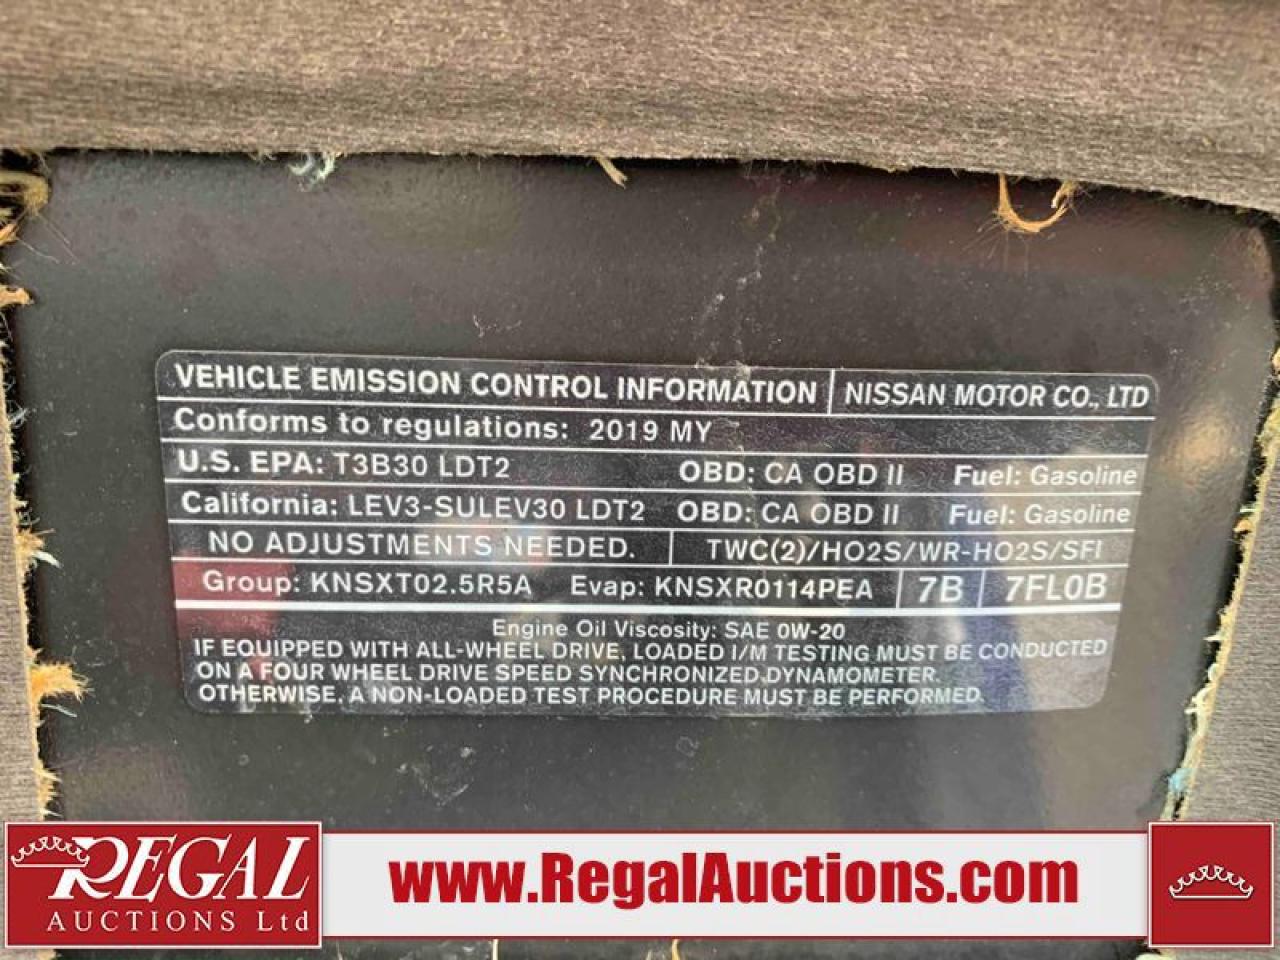 VEHICLE EMISSION CONTROL INFORMATION NISSAN MOTOR CO., LTD
Conforms to regulations: 2019 MY
U.S. EPA: T3B30 LDT2 OBD: CA OBD II Fuel: Gasoline
California: LEV3-SULEV30 LDT2 OBD: CA OBD II Fuel: Gasoline
NO ADJUSTMENTS NEEDED. TWC(2)/HO2S/WR-HO2S/SFI
Group: KNSXT02.5R5A Evap: KNSXR0114PEA 7B 7FL0B
Engine Oil Viscosity: SAE 0W-20
IF EQUIPPED WITH ALL-WHEEL DRIVE, LOADED I/M TESTING MUST BE CONDUCTED
ON A FOUR WHEEL DRIVE SPEED SYNCHRONIZED DYNAMOMETER.
OTHERWISE, A NON-LOADED TEST PROCEDURE MUST BE PERFORMED.
REGAL
AUCTIONS Ltd
www.RegalAuctions.com